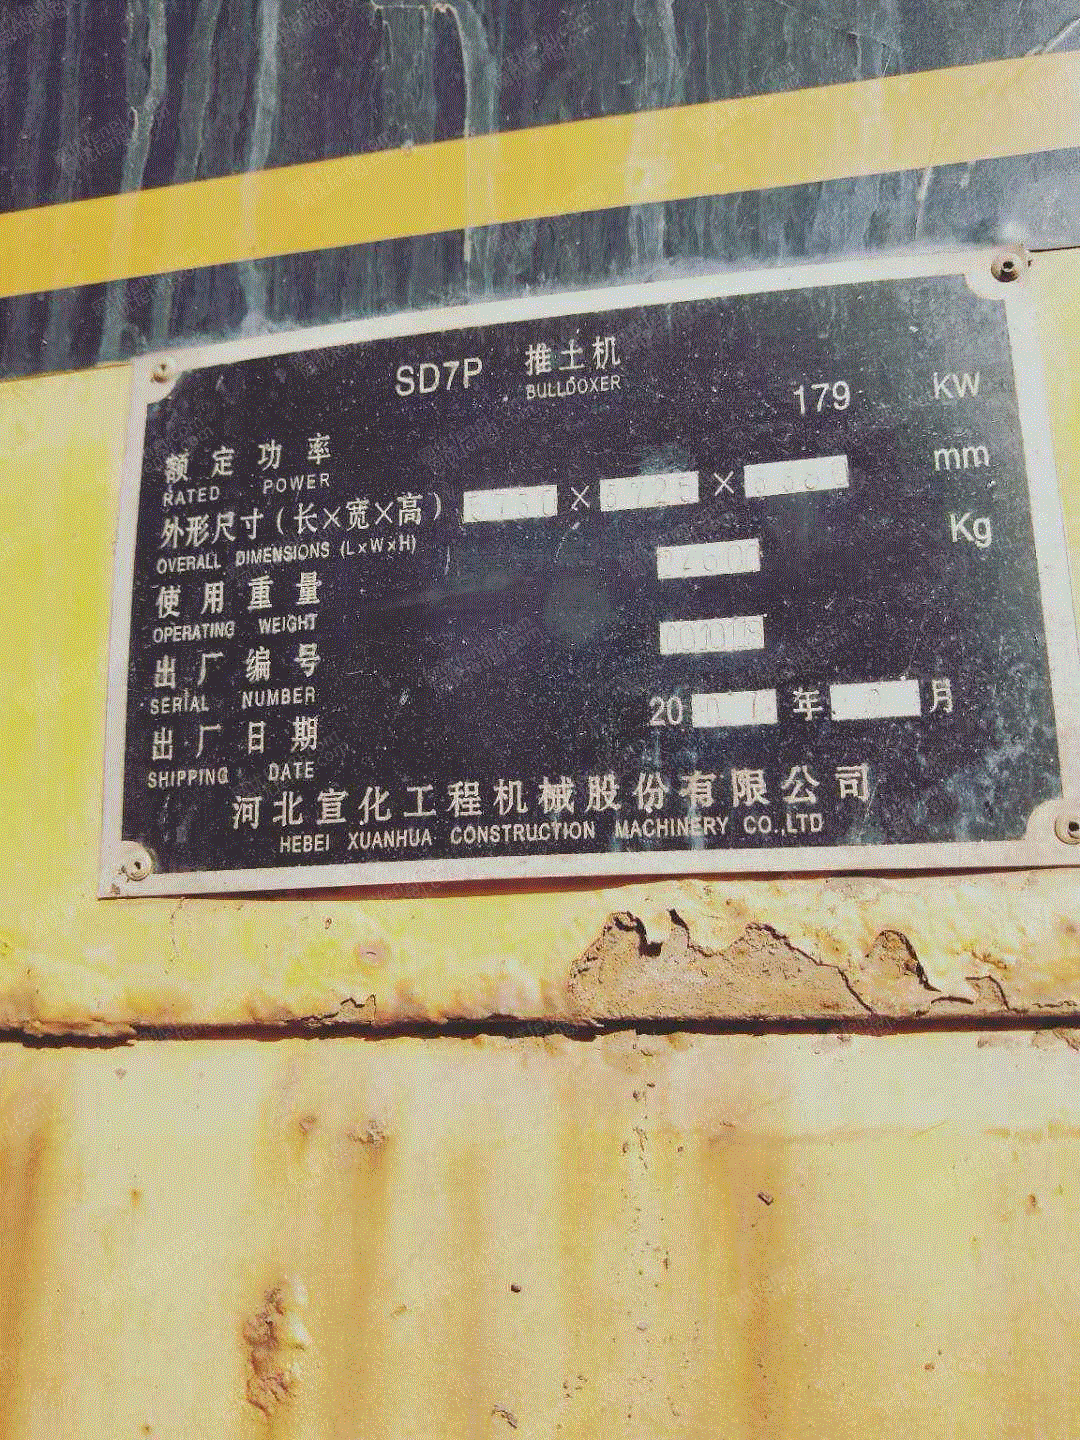 SD7P 推土机
BULLDOXER
额定功率 179 KW
RATED POWER
外形尺寸(长×宽×高) × × mm
OVERALL DIMENSIONS (L×W×H)
使用重量 Kg
OPERATING WEIGHT
出厂编号
SERIAL NUMBER
出厂日期 20 年 月
SHIPPING DATE
河北宣化工程机械股份有限公司
HEBEI XUANHUA CONSTRUCTION MACHINERY CO.,LTD